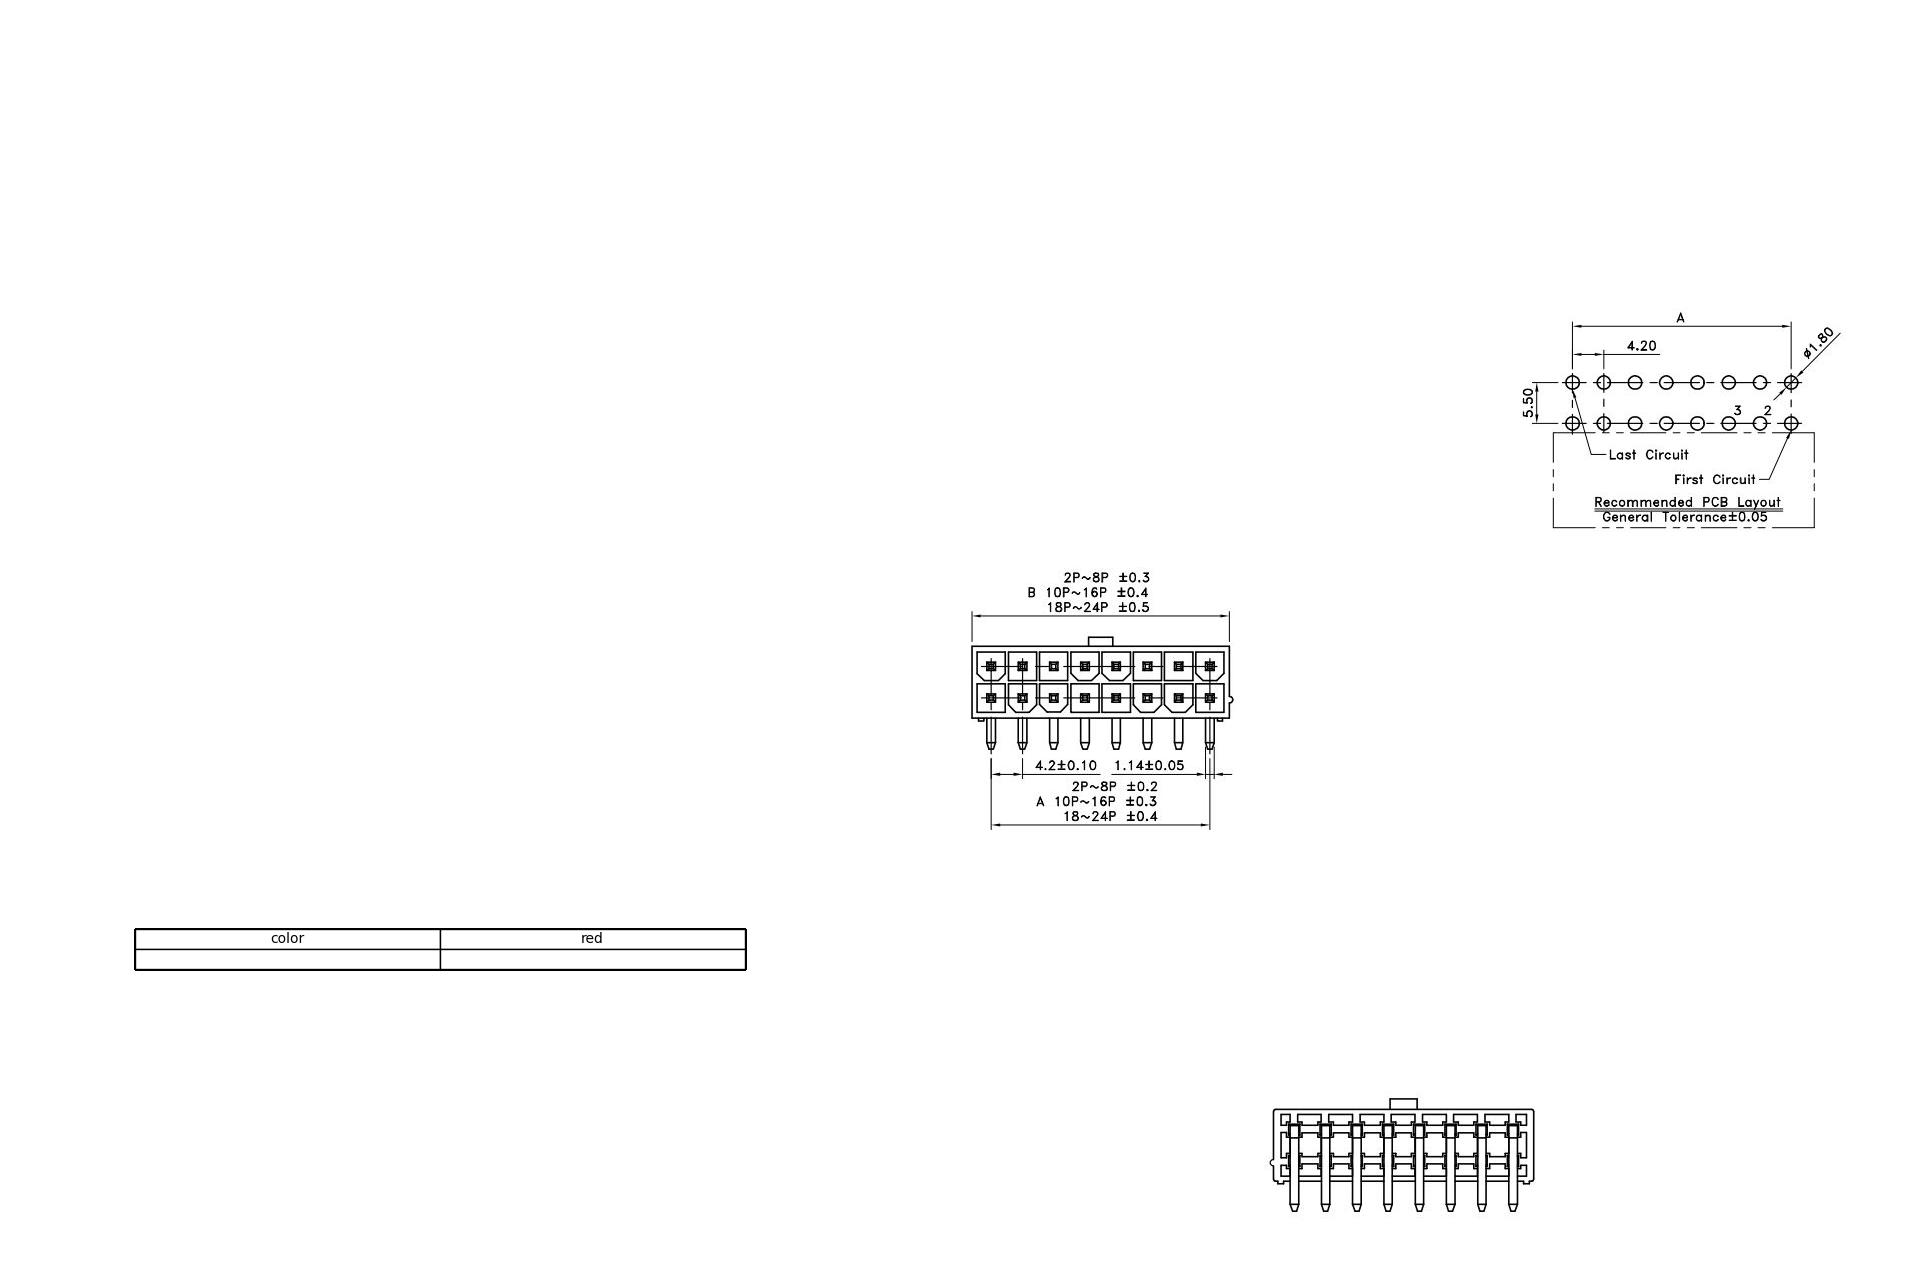 A
4.20
ø1.80
5.50
3 2
Last Circuit
First Circuit
Recommended PCB Layout
General Tolerance±0.05
2P~8P ±0.3
B 10P~16P ±0.4
18P~24P ±0.5
4.2±0.10 1.14±0.05
2P~8P ±0.2
A 10P~16P ±0.3
18~24P ±0.4
color red